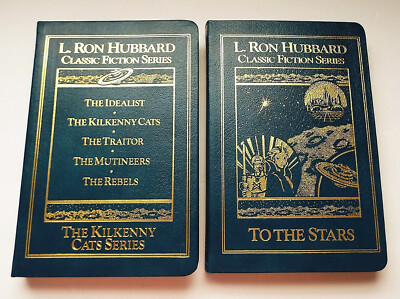 L. RON HUBBARD
CLASSIC FICTION SERIES
THE IDEALIST
•
THE KILKENNY CATS
•
THE TRAITOR
•
THE MUTINEERS
•
THE REBELS
THE KILKENNY
CATS SERIES
L. RON HUBBARD
CLASSIC FICTION SERIES
TO THE STARS